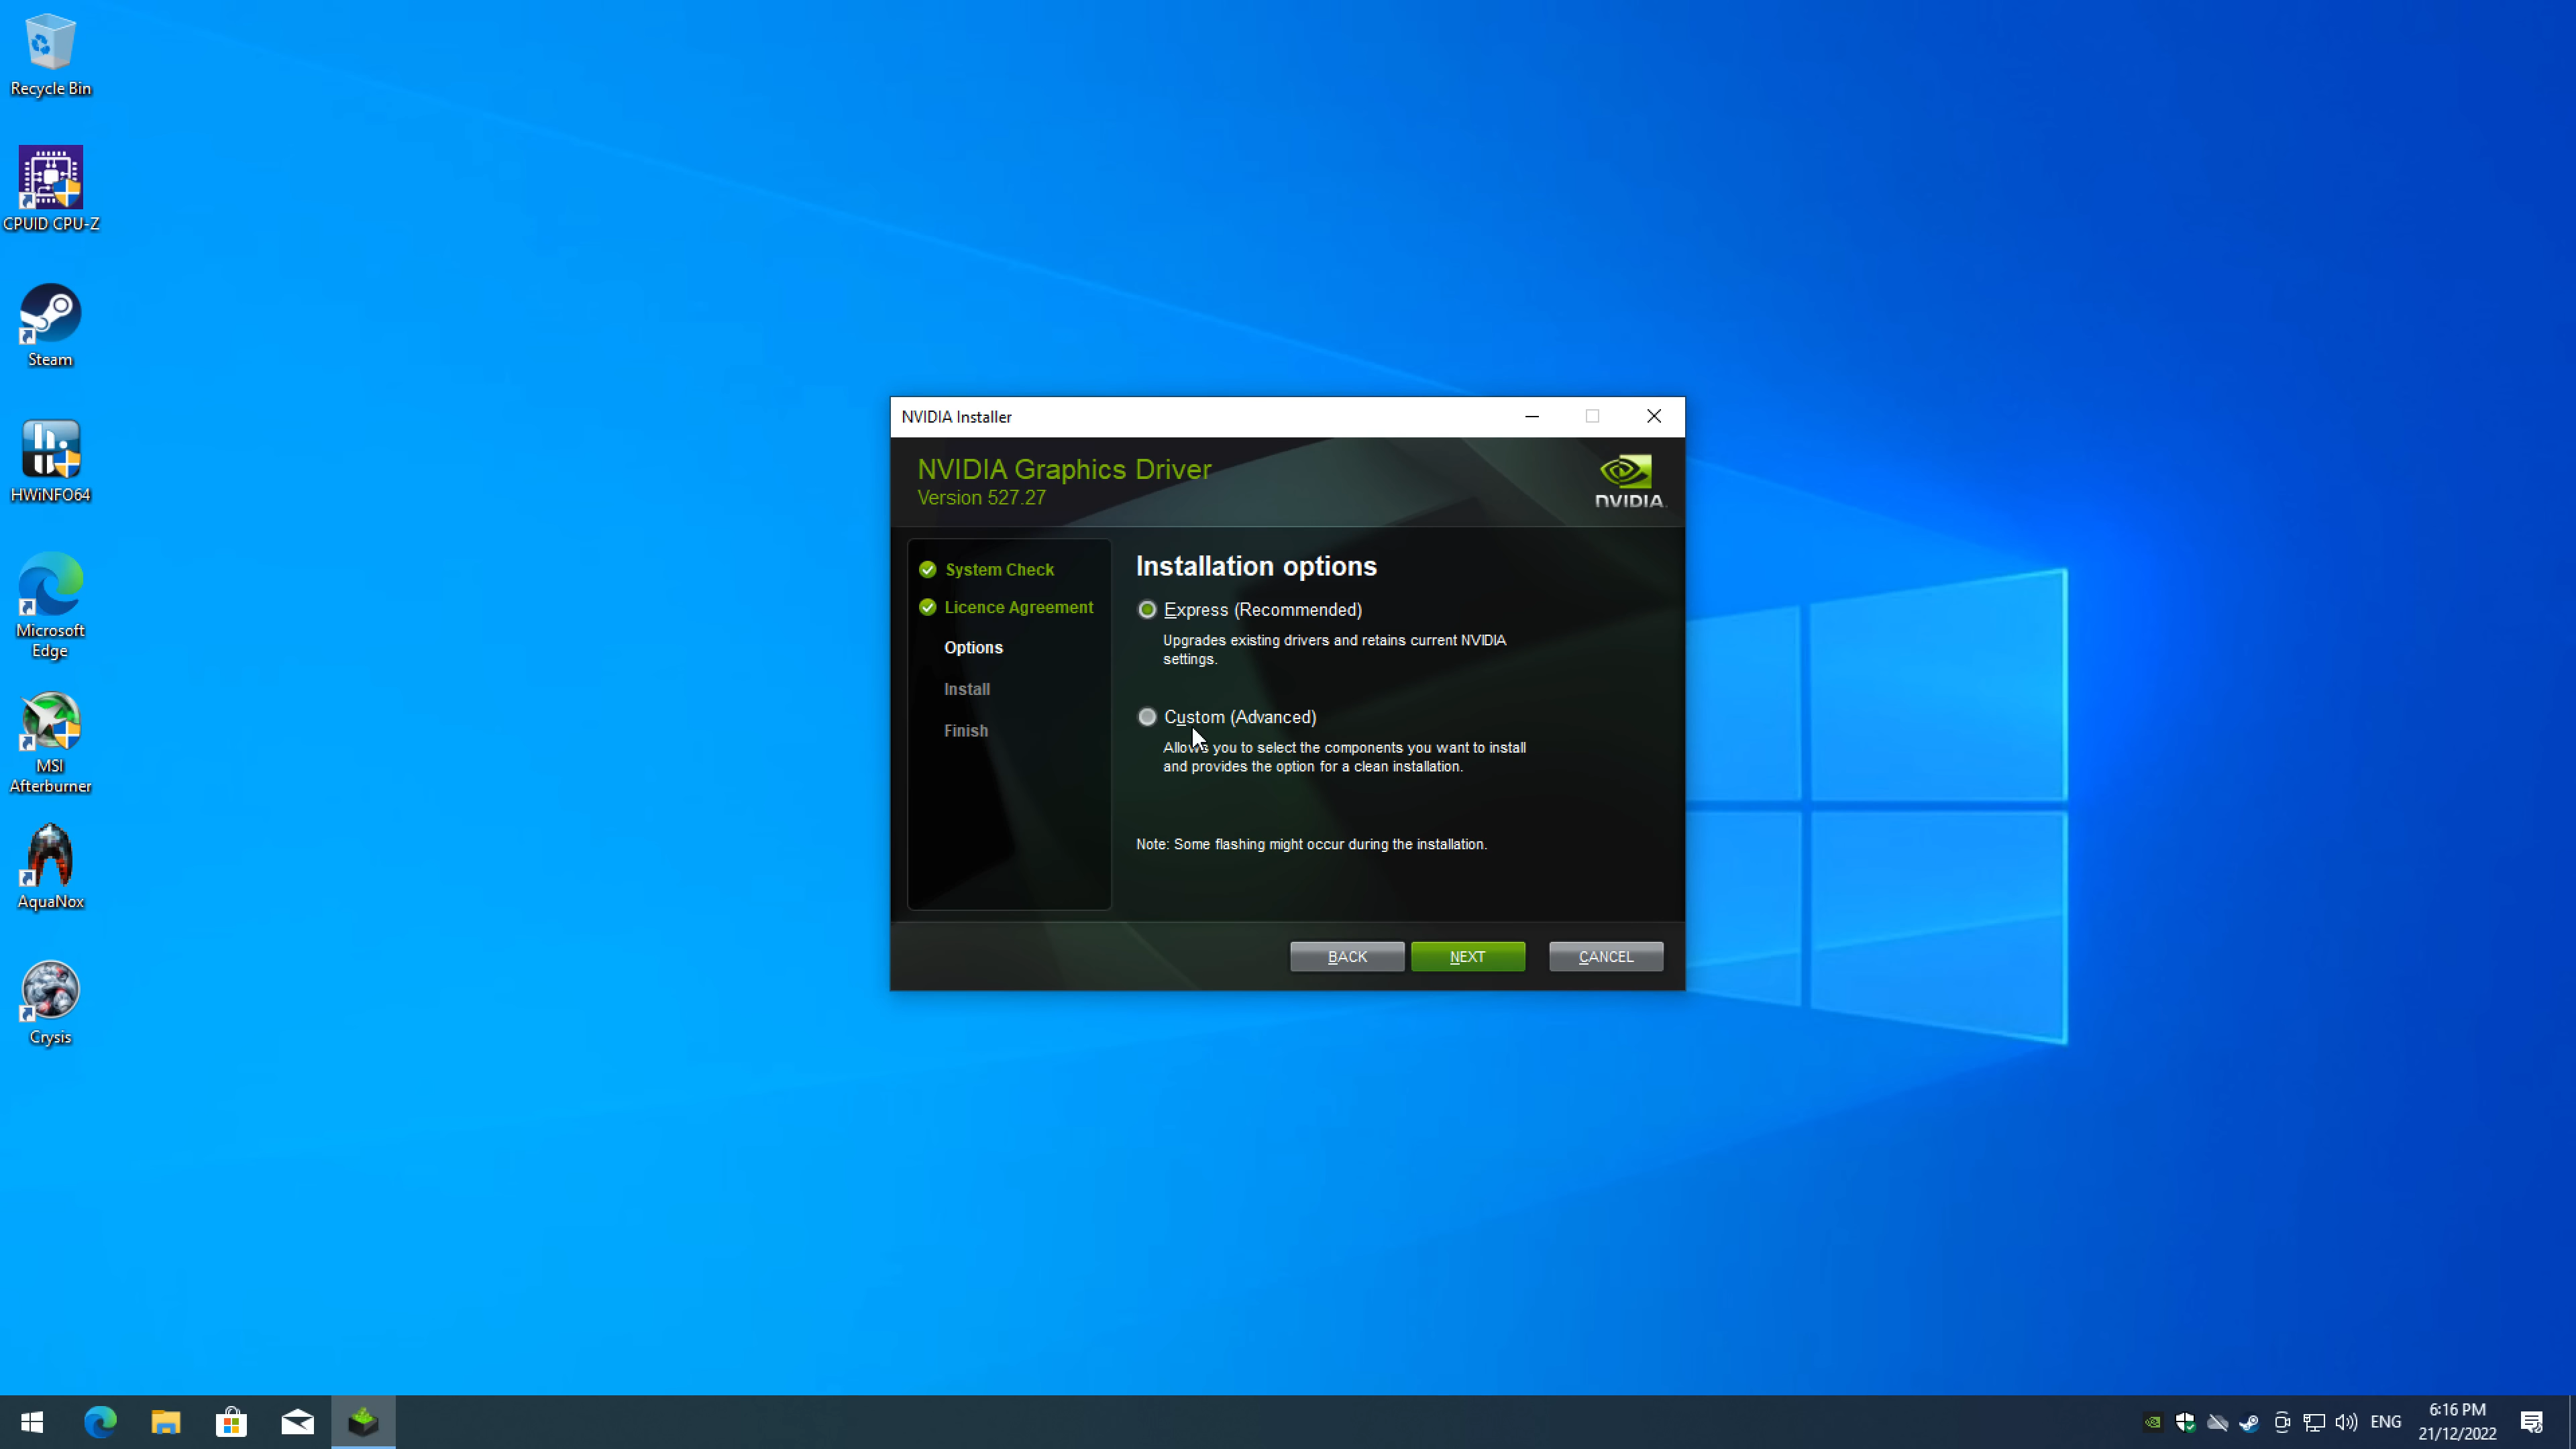 Recycle Bin
CPUID CPU-Z
Steam
HWiNFO64
Microsoft
Edge
MSI
Afterburner
AquaNox
Crysis
NVIDIA Installer
NVIDIA Graphics Driver
Version 527.27
NVIDIA.
System Check
Licence Agreement
Options
Install
Finish
Installation options
Express (Recommended)
Upgrades existing drivers and retains current NVIDIA
settings.
Custom (Advanced)
Allows you to select the components you want to install
and provides the option for a clean installation.
Note: Some flashing might occur during the installation.
BACK
NEXT
CANCEL
ENG
6:16 PM
21/12/2022